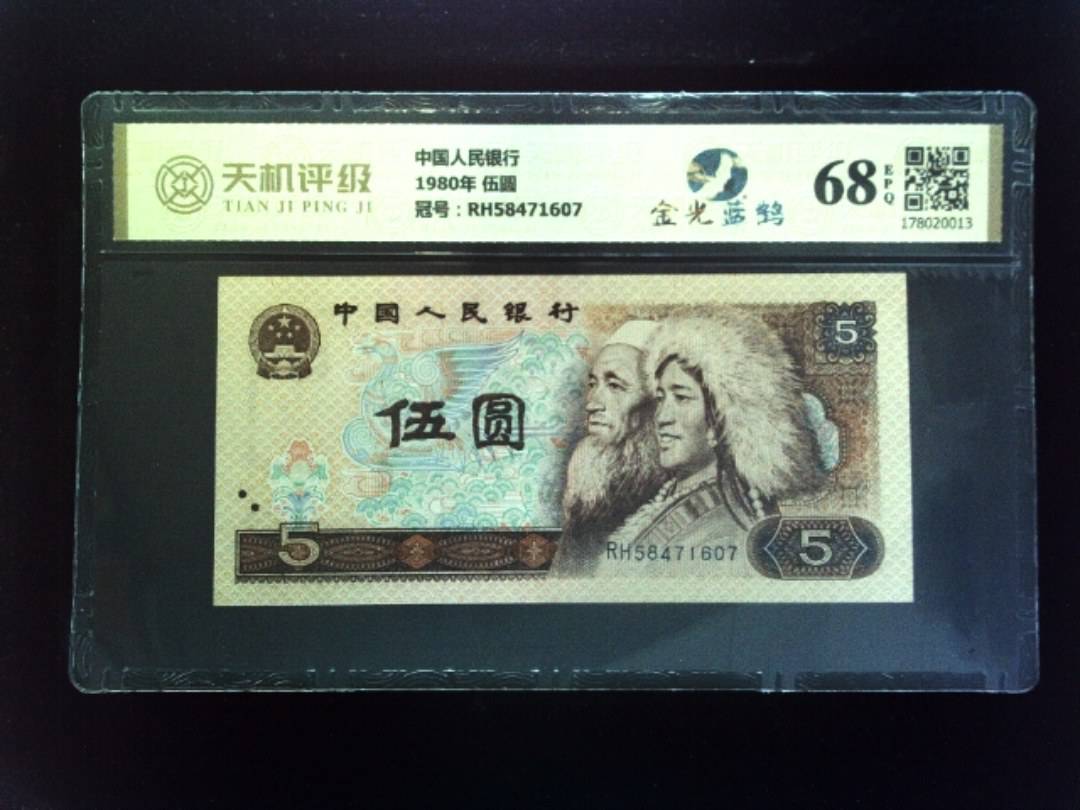 天机评级
TIAN JI PING JI
中国人民银行
1980年 伍圆
冠号：RH58471607
金光蓝鹤
68
EPQ
178020013
中国人民银行
5
伍圆
5
RH58471607
5